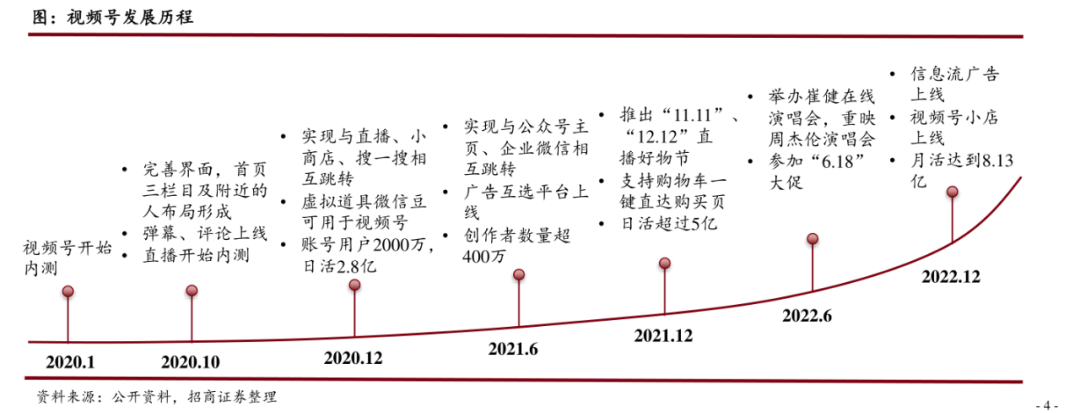 图：视频号发展历程
视频号开始
内测
2020.1
• 完善界面，首页
三栏目及附近的
人布局形成
• 弹幕、评论上线
• 直播开始内测
2020.10
• 实现与直播、小
商店、搜一搜相
互跳转
• 虚拟道具微信豆
可用于视频号
• 账号用户2000万，
日活2.8亿
2020.12
• 实现与公众号主
页、企业微信相
互跳转
• 广告互选平台上
线
• 创作者数量超
400万
2021.6
• 推出“11.11”、
“12.12”直
播好物节
• 支持购物车一
键直达购买页
• 日活超过5亿
2021.12
• 举办崔健在线
演唱会，重映
周杰伦演唱会
• 参加“6.18”
大促
2022.6
• 信息流广告
上线
• 视频号小店
上线
• 月活达到8.13
亿
2022.12
资料来源：公开资料，招商证券整理
- 4 -